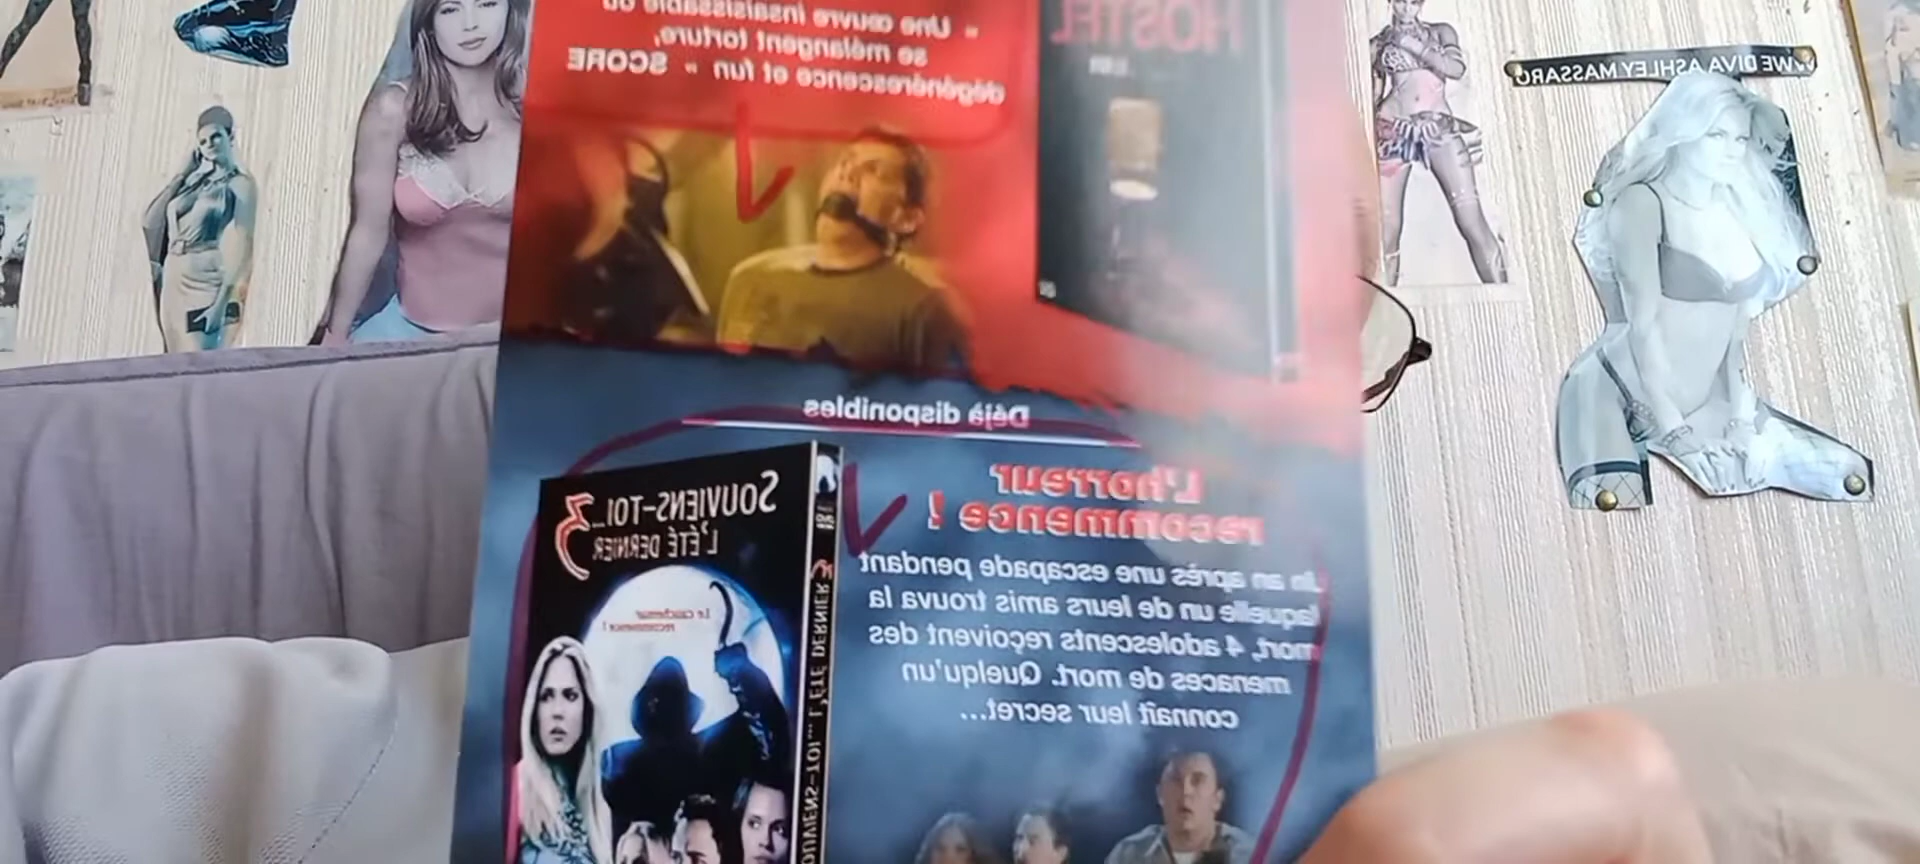 « Une œuvre insaisissable où
se mélangent torture,
dégénérescence et fun » SCORE
HOSTEL
WWE DIVA ASHLEY MASSARO
Déjà disponibles
SOUVIENS-TOI...
L'ÉTÉ DERNIER
3
Le cauchemar
recommence !
SOUVIENS-TOI... L'ÉTÉ DERNIER 3
DVD
L'horreur
recommence !
Un an après une escapade pendant
laquelle un de leurs amis trouva la
mort, 4 adolescents reçoivent des
menaces de mort. Quelqu'un
connaît leur secret...